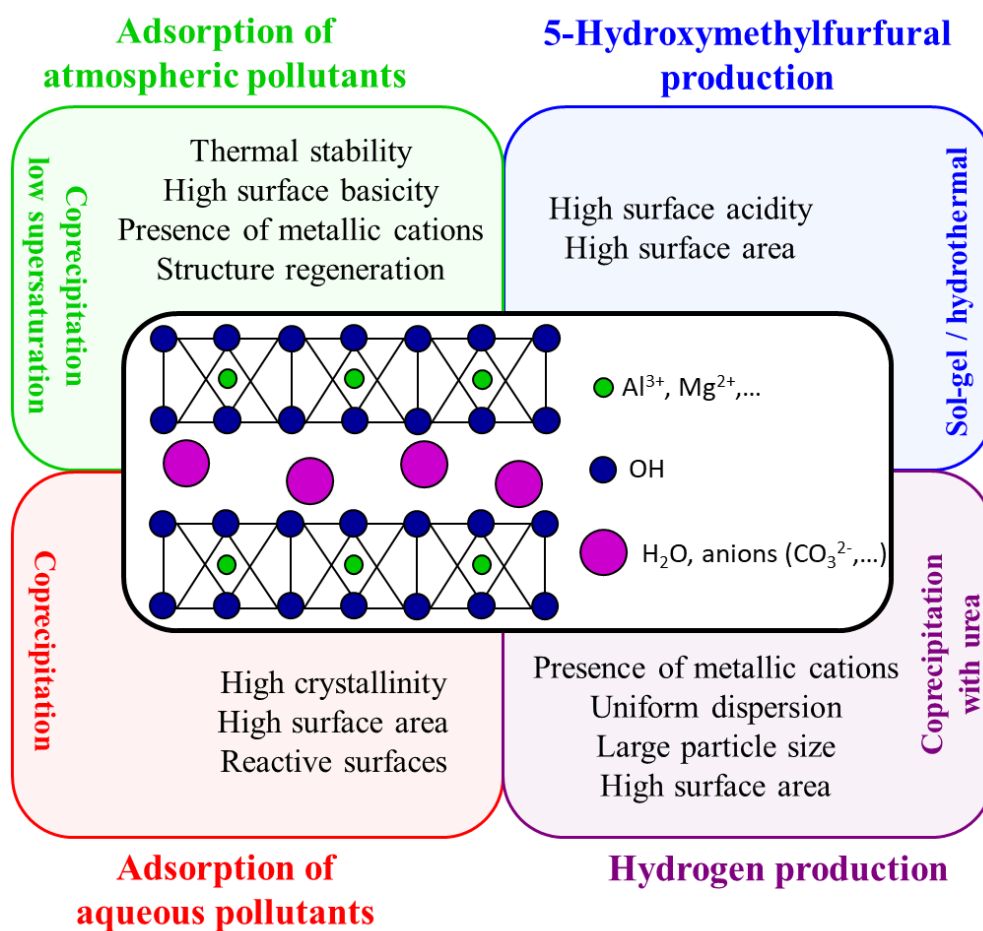 Adsorption of
atmospheric pollutants
5-Hydroxymethylfurfural
production
Coprecipitation
low supersaturation
Thermal stability
High surface basicity
Presence of metallic cations
Structure regeneration
High surface acidity
High surface area
Sol-gel / hydrothermal
Al³⁺, Mg²⁺,...
OH
H₂O, anions (CO₃²⁻,...)
Coprecipitation
High crystallinity
High surface area
Reactive surfaces
Presence of metallic cations
Uniform dispersion
Large particle size
High surface area
Coprecipitation
with urea
Adsorption of
aqueous pollutants
Hydrogen production